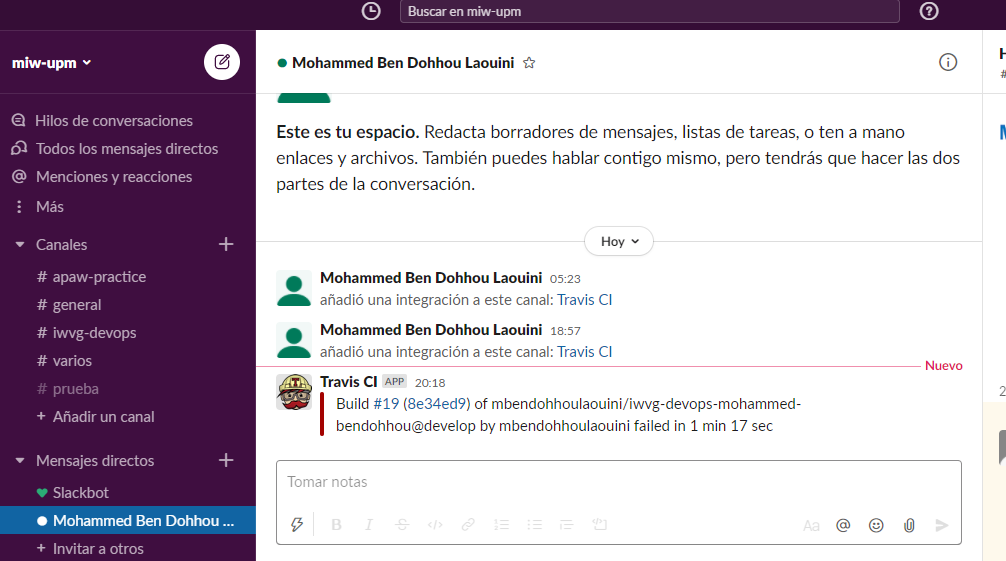 Buscar en miw-upm
miw-upm
Hilos de conversaciones
Todos los mensajes directos
Menciones y reacciones
Más
Canales
# apaw-practice
# general
# iwvg-devops
# varios
# prueba
+ Añadir un canal
Mensajes directos
Slackbot
Mohammed Ben Dohhou ...
+ Invitar a otros
Mohammed Ben Dohhou Laouini
Este es tu espacio. Redacta borradores de mensajes, listas de tareas, o ten a mano
enlaces y archivos. También puedes hablar contigo mismo, pero tendrás que hacer las dos
partes de la conversación.
Hoy
Mohammed Ben Dohhou Laouini 05:23
añadió una integración a este canal: Travis CI
Mohammed Ben Dohhou Laouini 18:57
añadió una integración a este canal: Travis CI
Nuevo
Travis CI APP 20:18
Build #19 (8e34ed9) of mbendohhoulaouini/iwvg-devops-mohammed-
bendohhou@develop by mbendohhoulaouini failed in 1 min 17 sec
Tomar notas
B I S Aa @